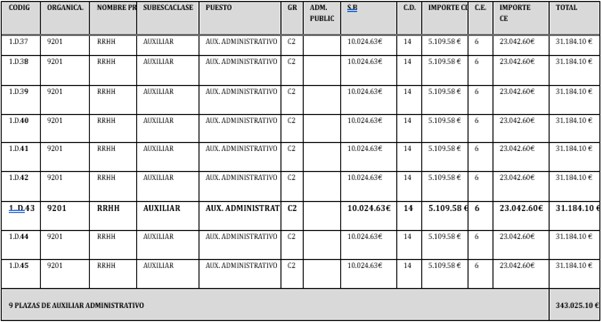 CODIG ORGANICA. NOMBRE PR SUBESCACLASE PUESTO GR ADM. PUBLIC S.B C.D. IMPORTE CI C.E. IMPORTE CE TOTAL
1.D.37 9201 RRHH AUXILIAR AUX. ADMINISTRATIVO C2 10.024.63€ 14 5.109.58 € 6 23.042.60€ 31.184.10 €
1.D.38 9201 RRHH AUXILIAR AUX. ADMINISTRATIVO C2 10.024.63€ 14 5.109.58 € 6 23.042.60€ 31.184.10 €
1.D.39 9201 RRHH AUXILIAR AUX. ADMINISTRATIVO C2 10.024.63€ 14 5.109.58 € 6 23.042.60€ 31.184.10 €
1.D.40 9201 RRHH AUXILIAR AUX. ADMINISTRATIVO C2 10.024.63€ 14 5.109.58 € 6 23.042.60€ 31.184.10 €
1.D.41 9201 RRHH AUXILIAR AUX. ADMINISTRATIVO C2 10.024.63€ 14 5.109.58 € 6 23.042.60€ 31.184.10 €
1.D.42 9201 RRHH AUXILIAR AUX. ADMINISTRATIVO C2 10.024.63€ 14 5.109.58 € 6 23.042.60€ 31.184.10 €
1.D.43 9201 RRHH AUXILIAR AUX. ADMINISTRAT C2 10.024.63€ 14 5.109.58 € 6 23.042.60€ 31.184.10 €
1.D.44 9201 RRHH AUXILIAR AUX. ADMINISTRATIVO C2 10.024.63€ 14 5.109.58 € 6 23.042.60€ 31.184.10 €
1.D.45 9201 RRHH AUXILIAR AUX. ADMINISTRATIVO C2 10.024.63€ 14 5.109.58 € 6 23.042.60€ 31.184.10 €
9 PLAZAS DE AUXILIAR ADMINISTRATIVO 343.025.10 €